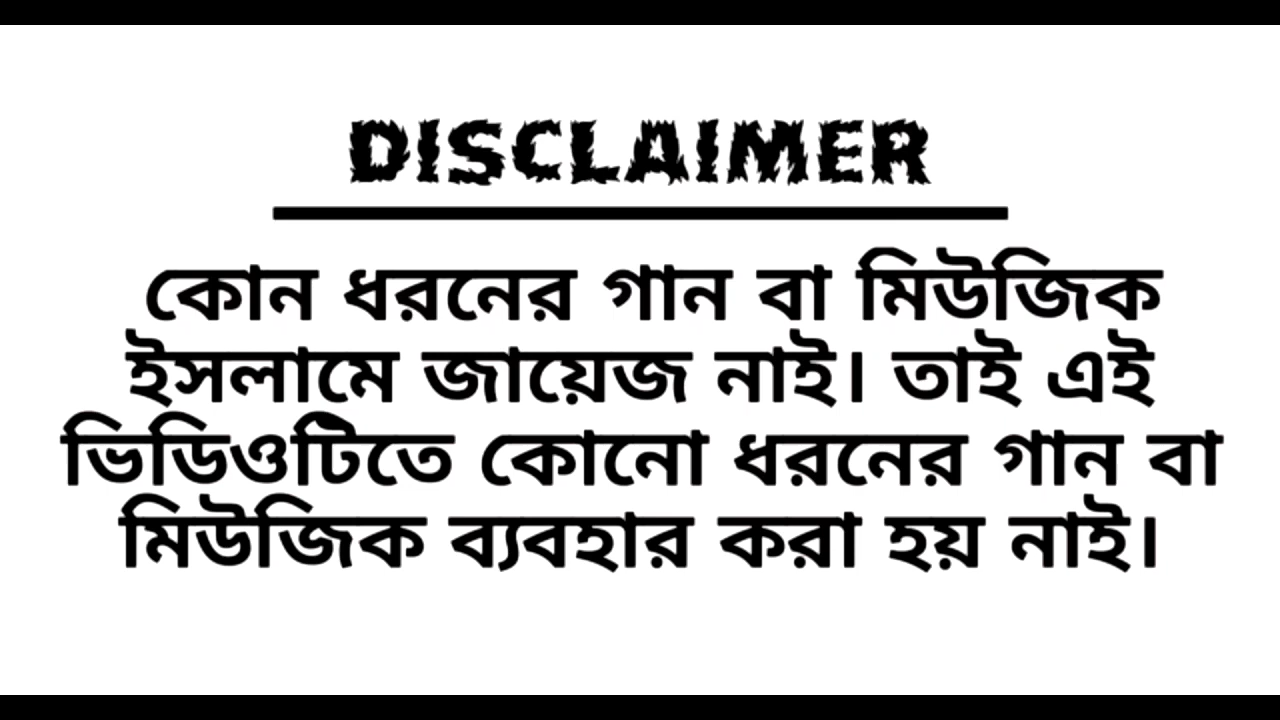 DISCLAIMER
কোন ধরনের গান বা মিউজিক
ইসলামে জায়েজ নাই। তাই এই
ভিডিওটিতে কোনো ধরনের গান বা
মিউজিক ব্যবহার করা হয় নাই।